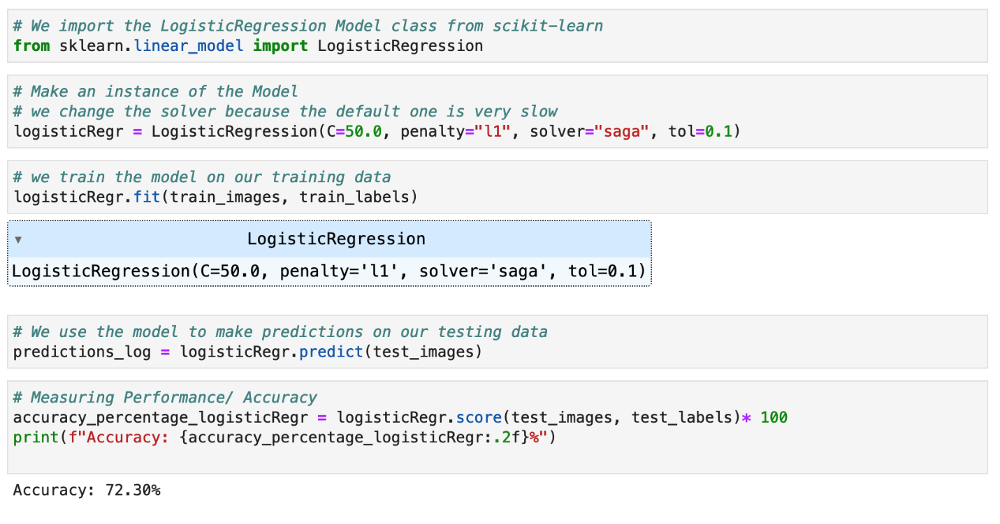 # We import the LogisticRegression Model class from scikit-learn
from sklearn.linear_model import LogisticRegression
# Make an instance of the Model
# we change the solver because the default one is very slow
logisticRegr = LogisticRegression(C=50.0, penalty="l1", solver="saga", tol=0.1)
# we train the model on our training data
logisticRegr.fit(train_images, train_labels)
▼ LogisticRegression
LogisticRegression(C=50.0, penalty='l1', solver='saga', tol=0.1)
# We use the model to make predictions on our testing data
predictions_log = logisticRegr.predict(test_images)
# Measuring Performance/ Accuracy
accuracy_percentage_logisticRegr = logisticRegr.score(test_images, test_labels)* 100
print(f"Accuracy: {accuracy_percentage_logisticRegr:.2f}%")
Accuracy: 72.30%